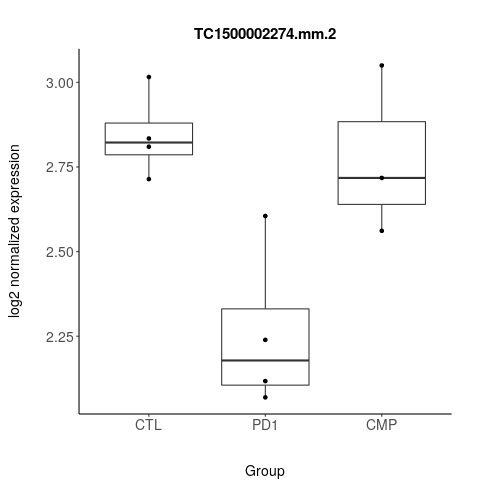 TC1500002274.mm.2
log2 normalized expression
3.00
2.75
2.50
2.25
CTL
PD1
CMP
Group